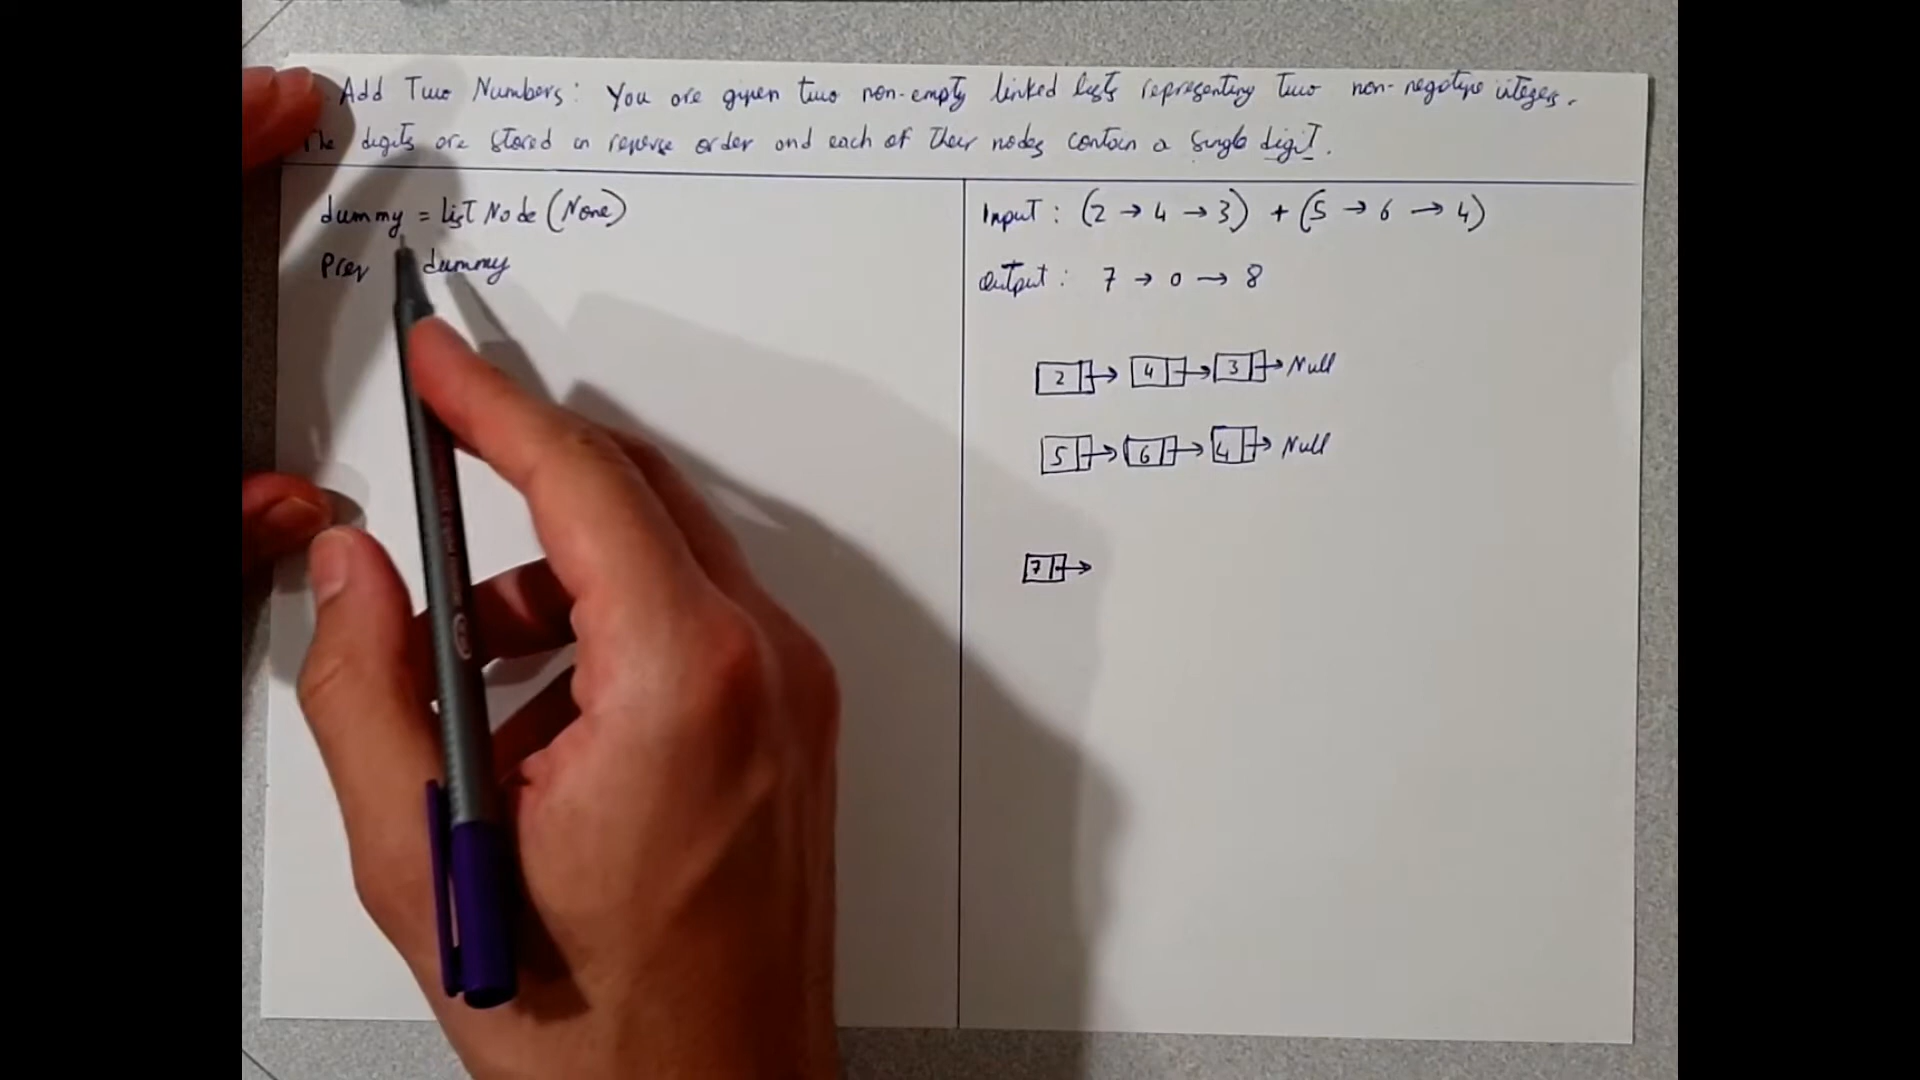 Add Two Numbers: You are given two non-empty linked lists representing two non-negative integers.
The digits are stored in reverse order and each of their nodes contain a single digit.
dummy = List Node (None)
Prev dummy
Input: (2 → 4 → 3) + (5 → 6 → 4)
Output: 7 → 0 → 8
2 → 4 → 3 → Null
5 → 6 → 4 → Null
7 →